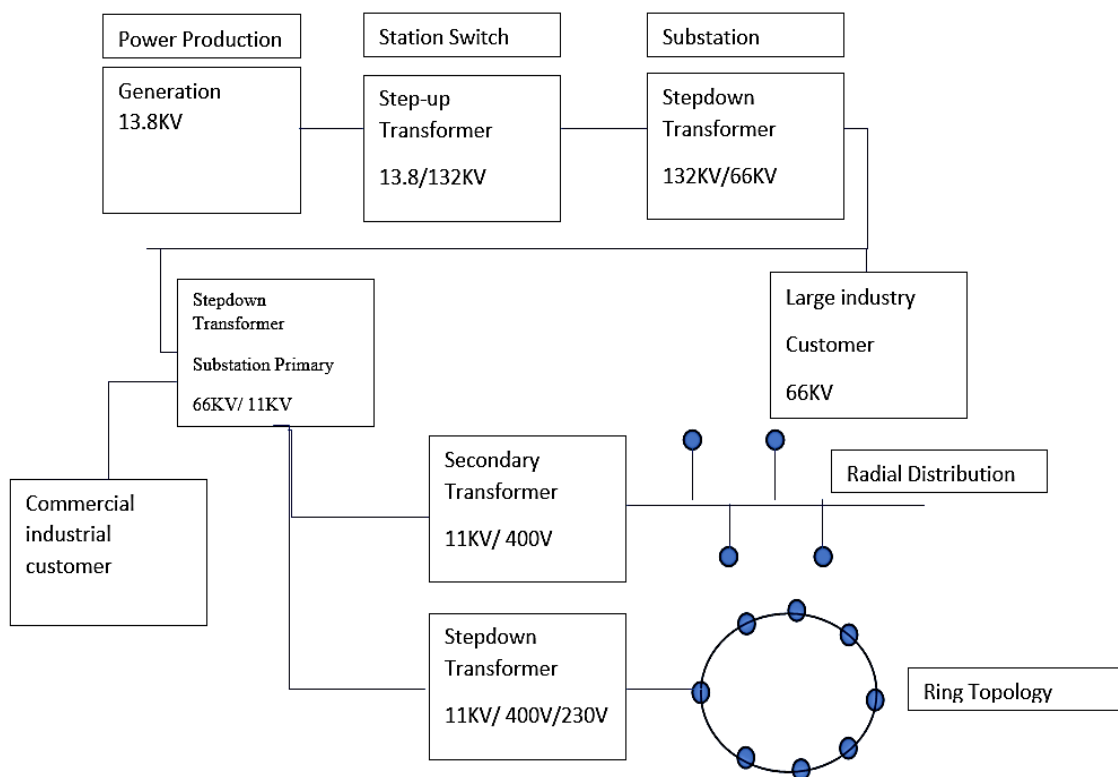 Power Production
Station Switch
Substation
Generation
13.8KV
Step-up
Transformer
13.8/132KV
Stepdown
Transformer
132KV/66KV
Stepdown
Transformer
Substation Primary
66KV/ 11KV
Large industry
Customer
66KV
Commercial
industrial
customer
Secondary
Transformer
11KV/ 400V
Radial Distribution
Stepdown
Transformer
11KV/ 400V/230V
Ring Topology